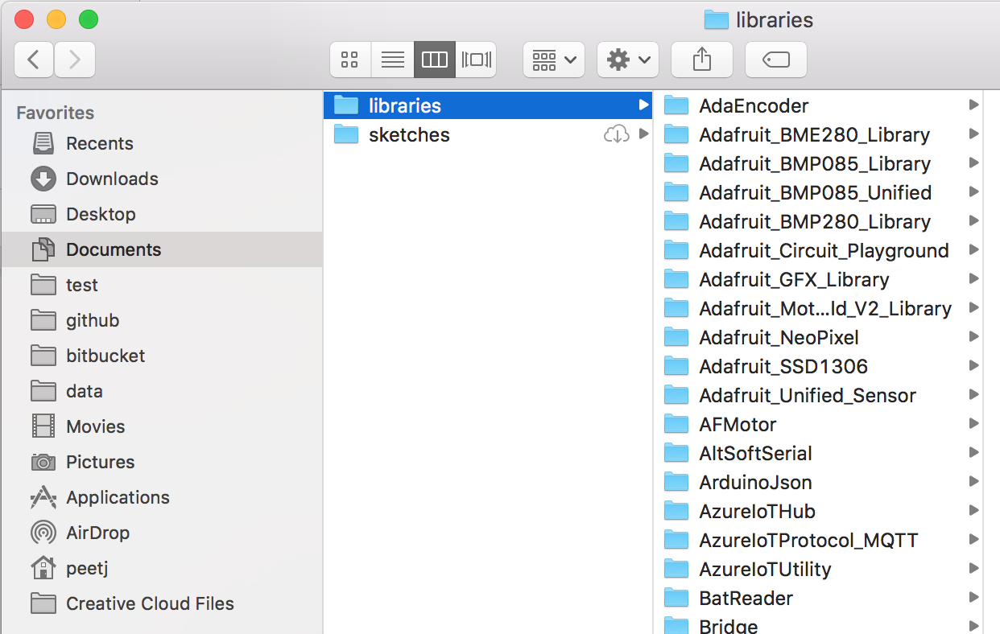 libraries
Favorites
Recents
Downloads
Desktop
Documents
test
github
bitbucket
data
Movies
Pictures
Applications
AirDrop
peetj
Creative Cloud Files
libraries
sketches
AdaEncoder
Adafruit_BME280_Library
Adafruit_BMP085_Library
Adafruit_BMP085_Unified
Adafruit_BMP280_Library
Adafruit_Circuit_Playground
Adafruit_GFX_Library
Adafruit_Mot...ld_V2_Library
Adafruit_NeoPixel
Adafruit_SSD1306
Adafruit_Unified_Sensor
AFMotor
AltSoftSerial
ArduinoJson
AzureIoTHub
AzureIoTProtocol_MQTT
AzureIoTUtility
BatReader
Bridge